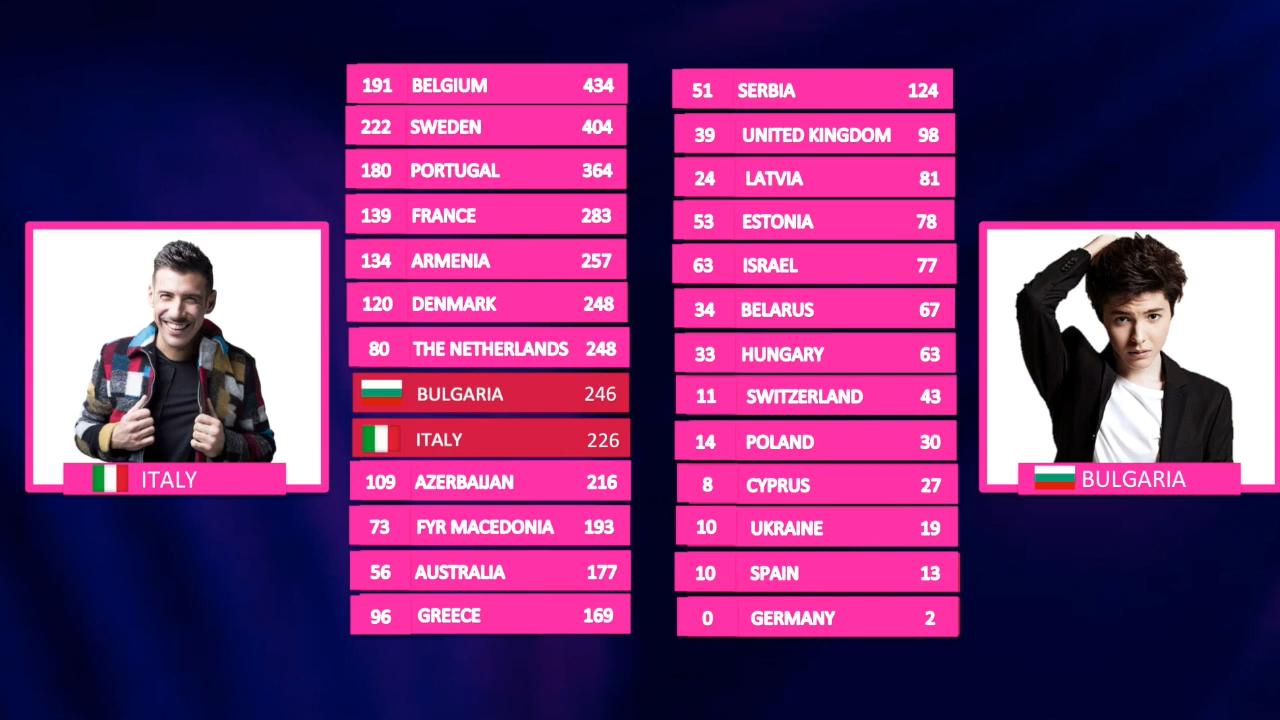 191 BELGIUM 434
222 SWEDEN 404
180 PORTUGAL 364
139 FRANCE 283
134 ARMENIA 257
120 DENMARK 248
80 THE NETHERLANDS 248
BULGARIA 246
ITALY 226
109 AZERBAIJAN 216
73 FYR MACEDONIA 193
56 AUSTRALIA 177
96 GREECE 169
51 SERBIA 124
39 UNITED KINGDOM 98
24 LATVIA 81
53 ESTONIA 78
63 ISRAEL 77
34 BELARUS 67
33 HUNGARY 63
11 SWITZERLAND 43
14 POLAND 30
8 CYPRUS 27
10 UKRAINE 19
10 SPAIN 13
0 GERMANY 2
ITALY
BULGARIA